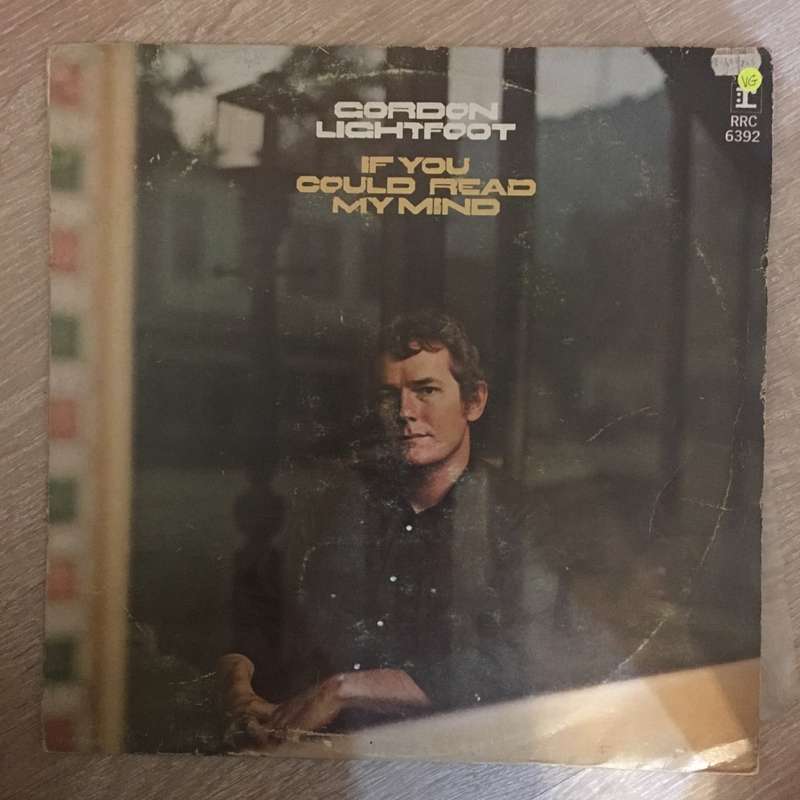 GORDON
LIGHTFOOT
IF YOU
COULD READ
MY MIND
VG
RRC
6392